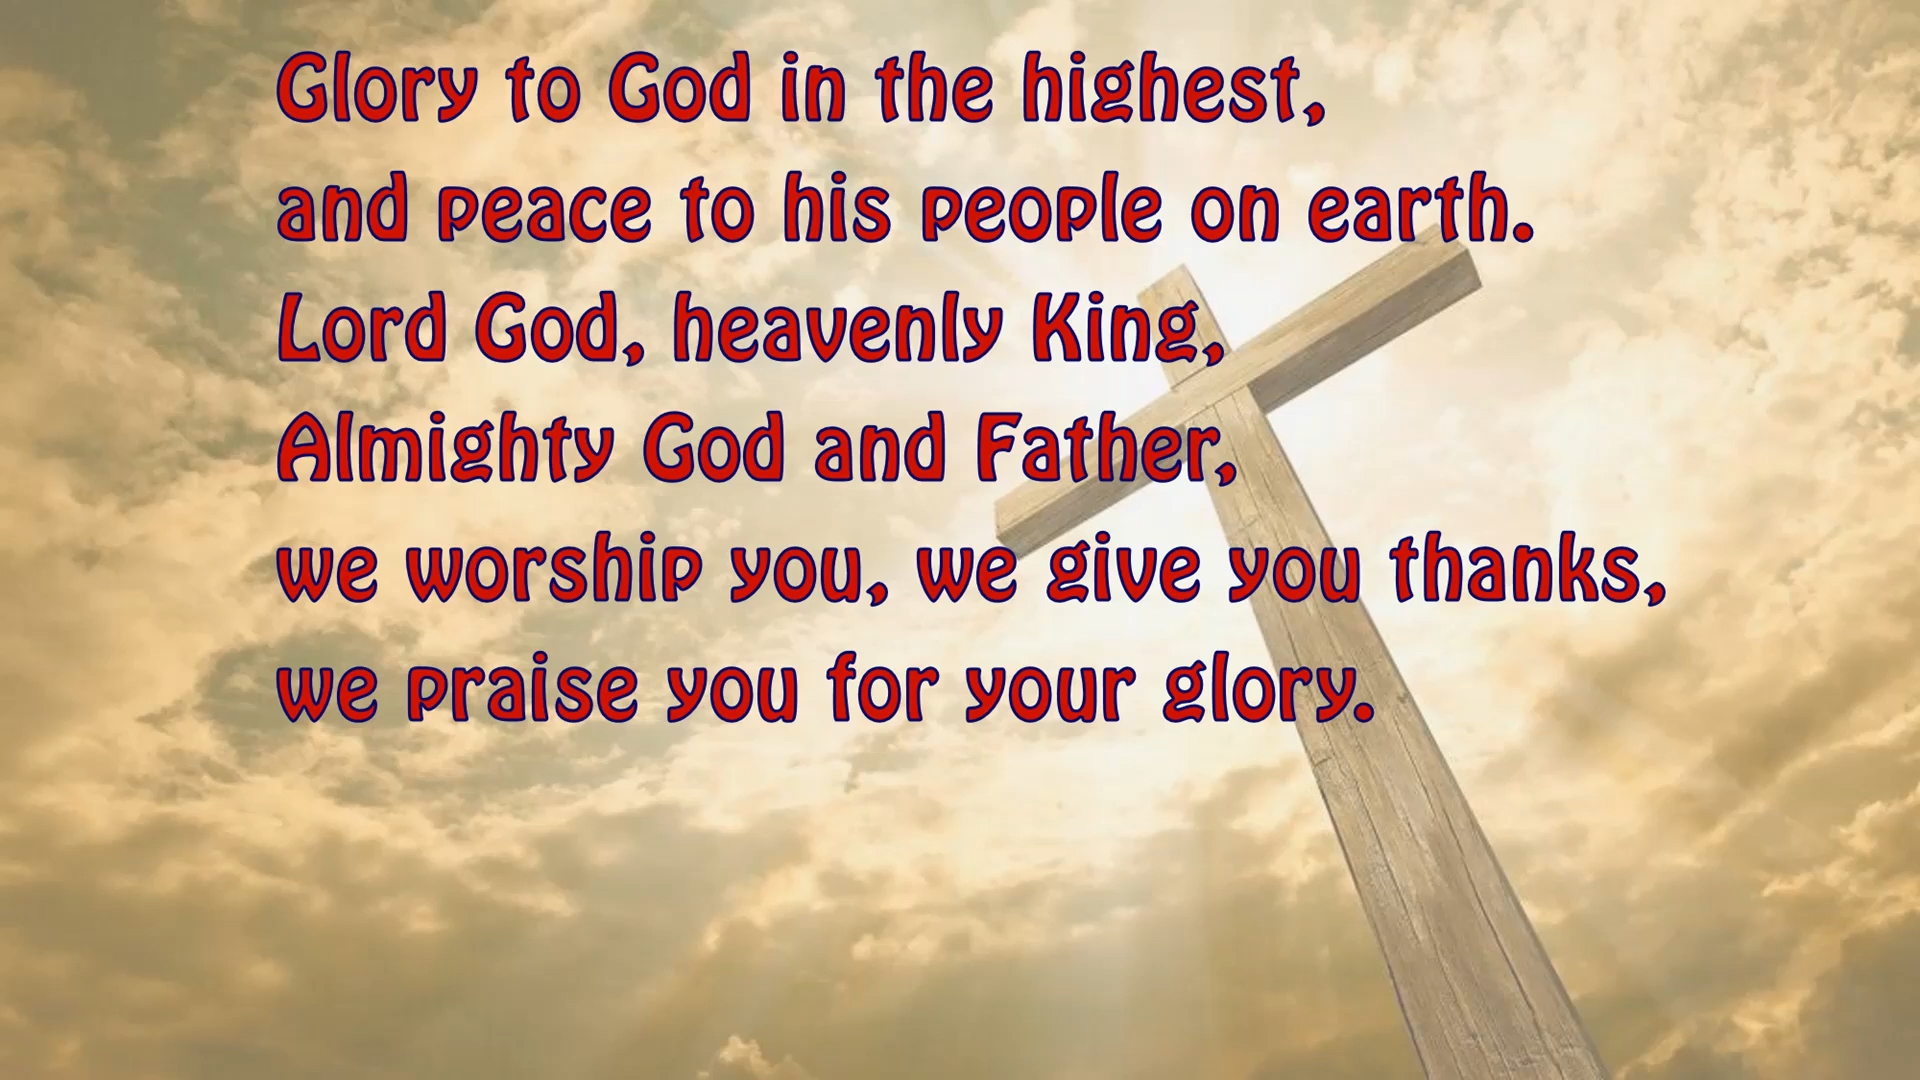 Glory to God in the highest,
and peace to his people on earth.
Lord God, heavenly King,
Almighty God and Father,
we worship you, we give you thanks,
we praise you for your glory.